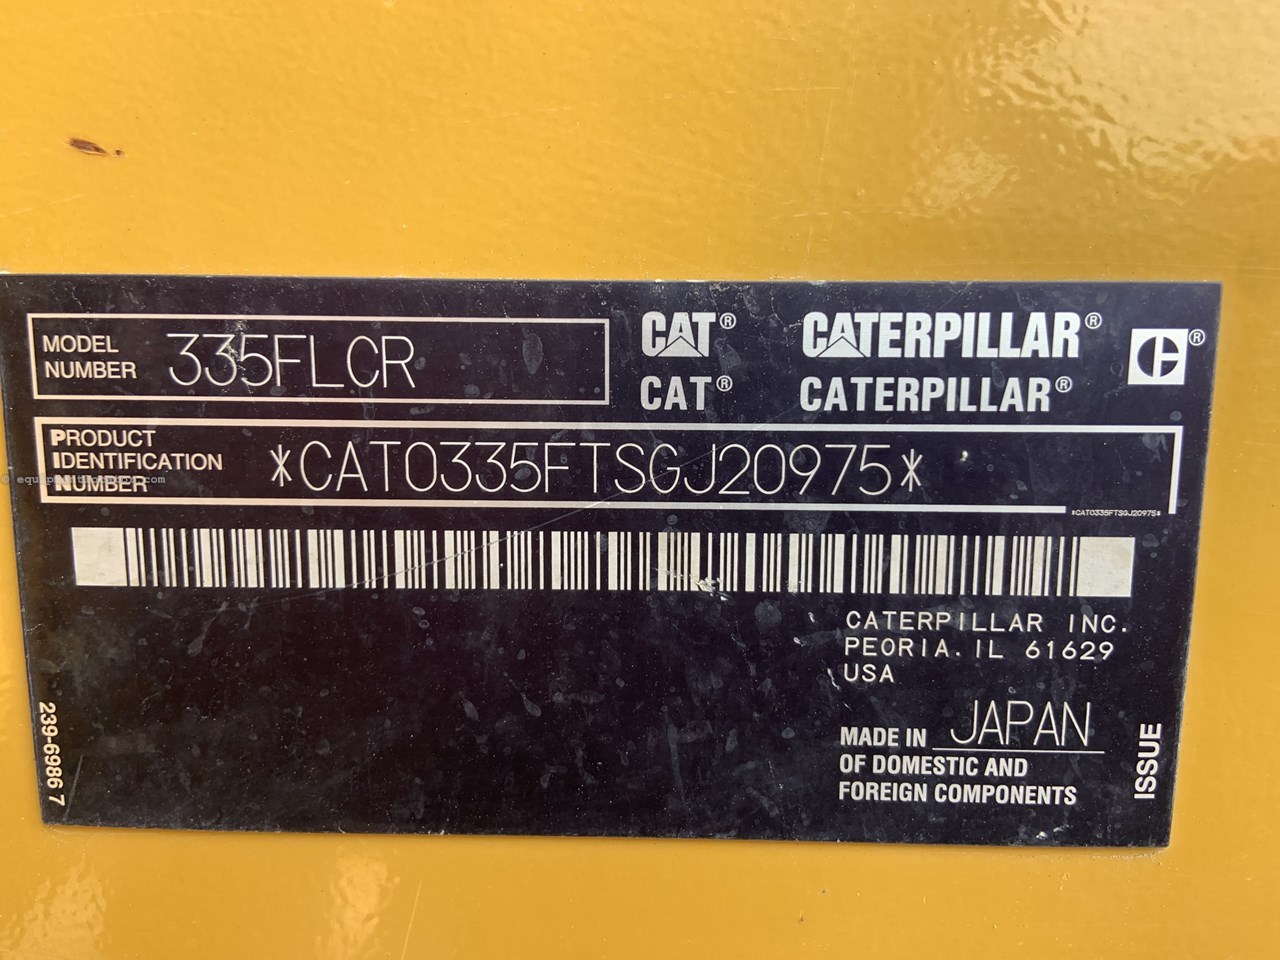 MODEL NUMBER 335FLCR
CAT® CATERPILLAR® ®
CAT® CATERPILLAR®
PRODUCT IDENTIFICATION NUMBER *CAT0335FTSGJ20975*
*CAT0335FTSGJ20975*
CATERPILLAR INC.
PEORIA. IL 61629
USA
MADE IN JAPAN
OF DOMESTIC AND
FOREIGN COMPONENTS
ISSUE
239-6986 7